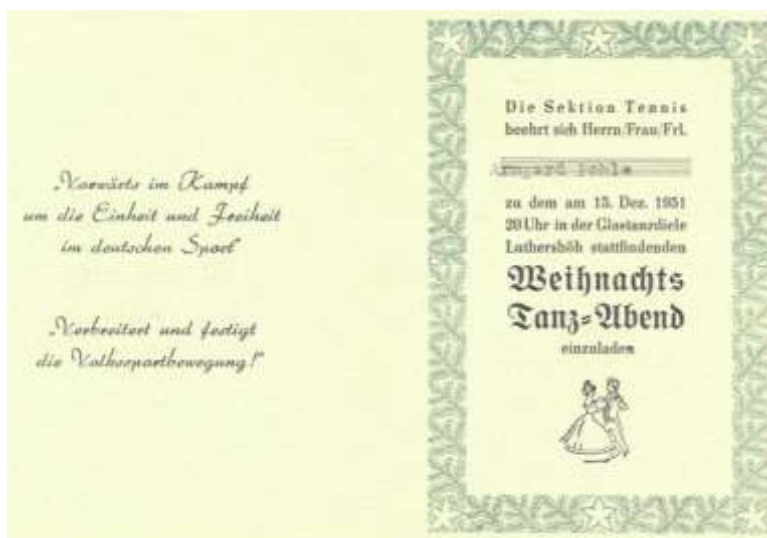 „Vorwärts im Kampf
um die Einheit und Freiheit
im deutschen Sport"
„Verbreitert und festigt
die Volkssportbewegung!"
Die Sektion Tennis
beehrt sich Herrn/Frau/Frl.
Armgard
zu dem am 15. Dez. 1951
20 Uhr in der Glastanzdiele
Luthershöh stattfindenden
Weihnachts
Tanz=Abend
einzuladen